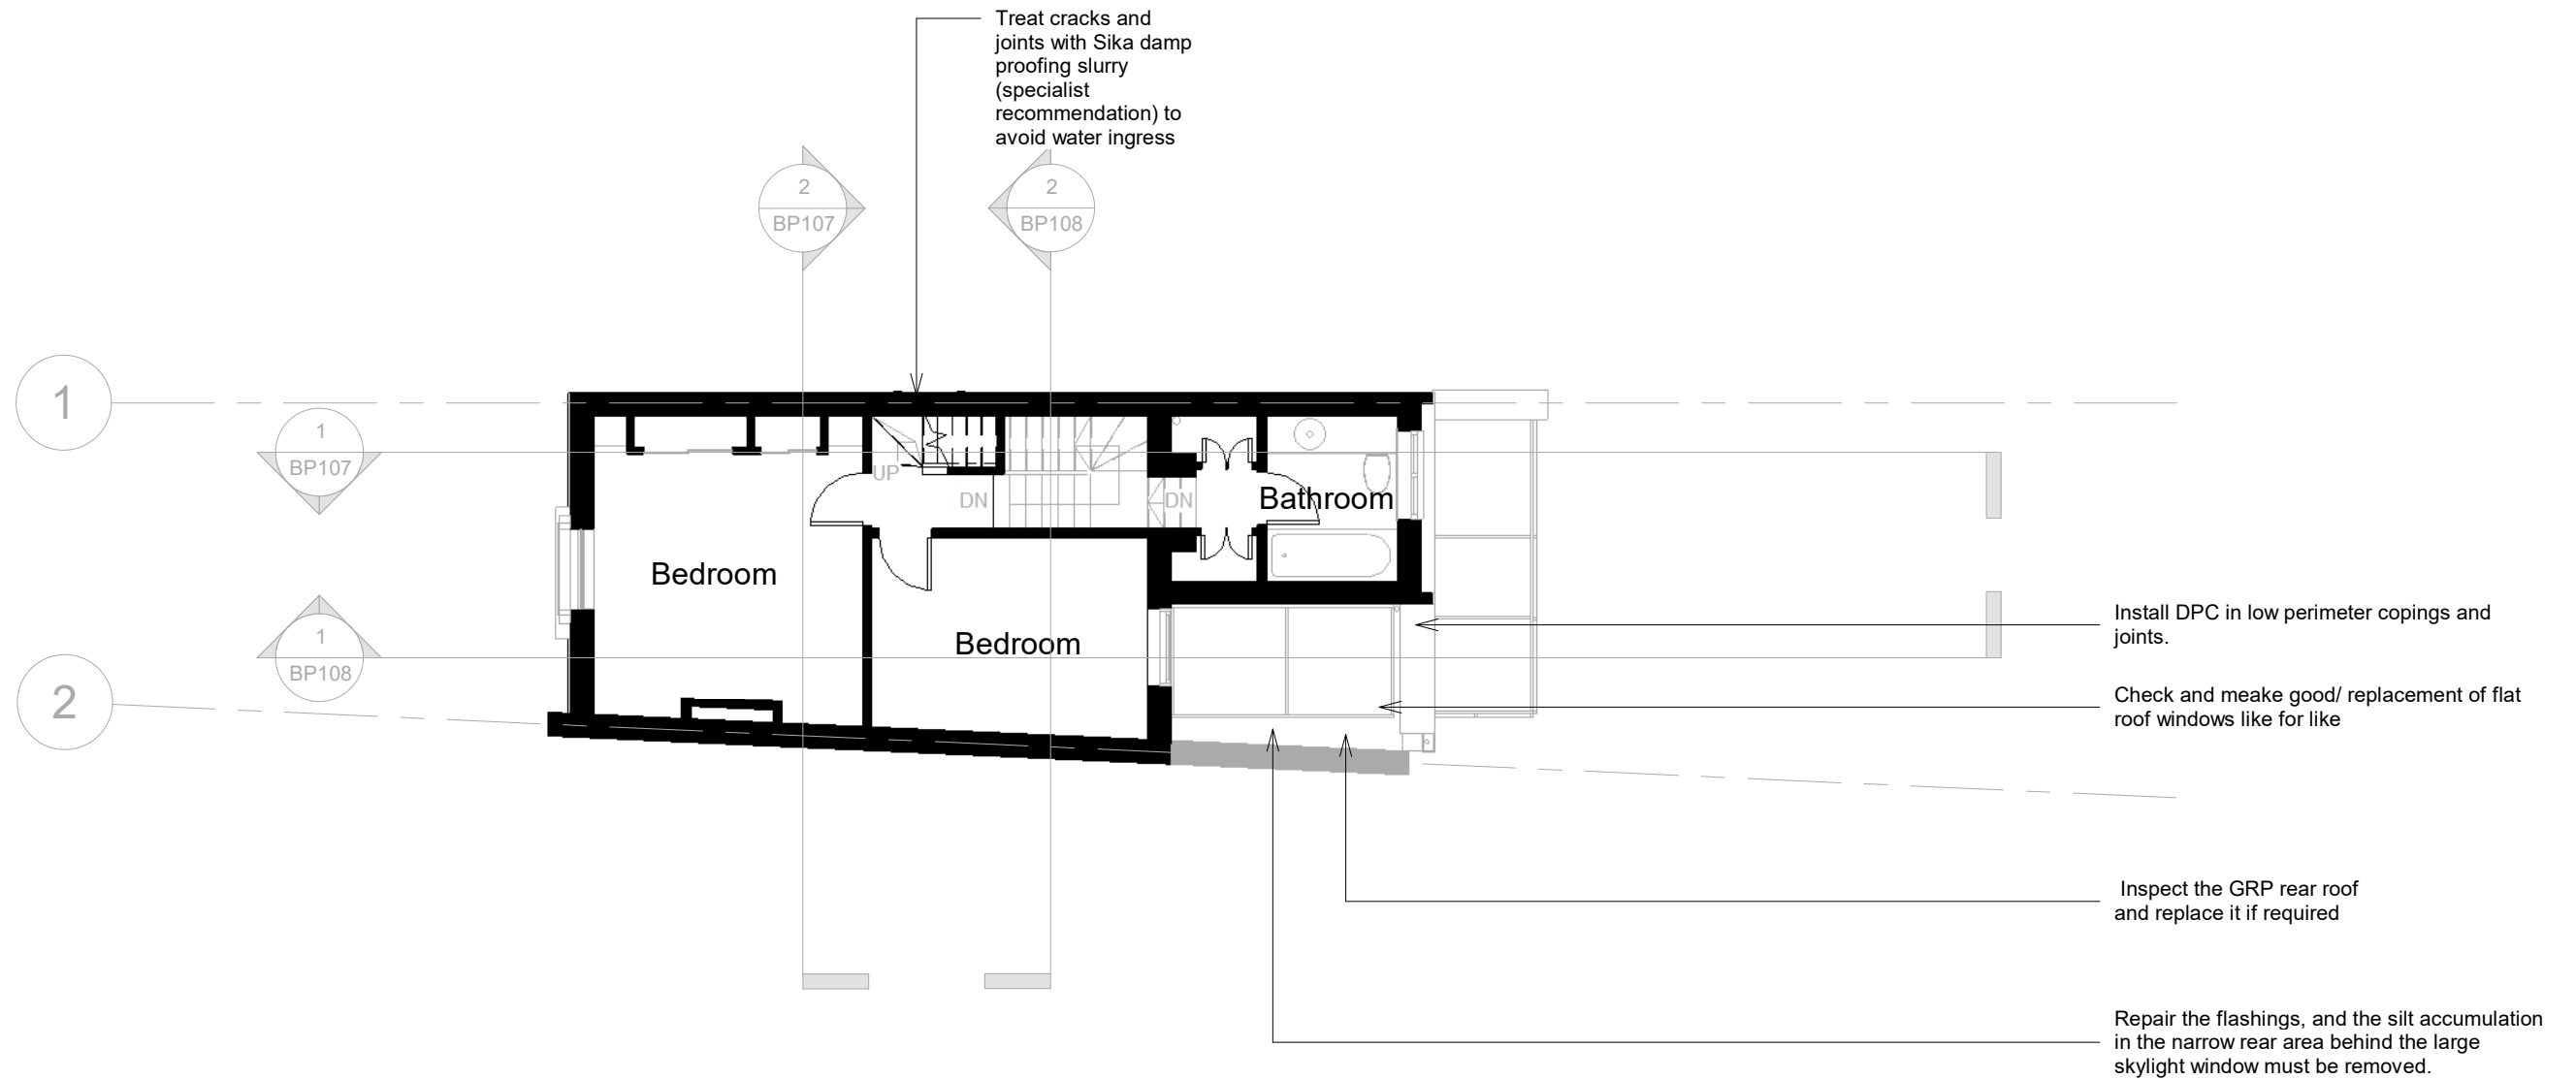 Treat cracks and
joints with Sika damp
proofing slurry
(specialist
recommendation) to
avoid water ingress
2
BP107
2
BP108
1
1
BP107
UP
DN
DN
Bathroom
Bedroom
Bedroom
1
BP108
2
Install DPC in low perimeter copings and
joints.
Check and meake good/ replacement of flat
roof windows like for like
Inspect the GRP rear roof
and replace it if required
Repair the flashings, and the silt accumulation
in the narrow rear area behind the large
skylight window must be removed.